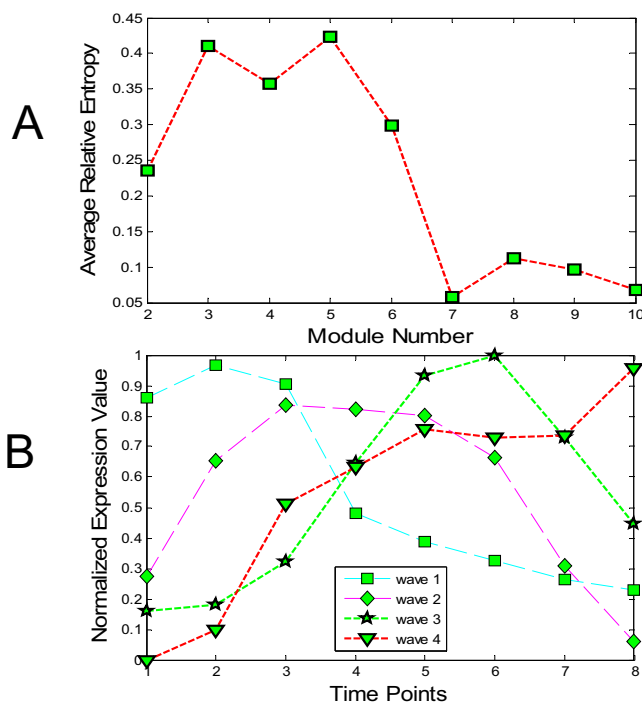 A
0.45
0.4
0.35
0.3
0.25
0.2
0.15
0.1
0.05
Average Relative Entropy
2 3 4 5 6 7 8 9 10
Module Number
B
1
0.9
0.8
0.7
0.6
0.5
0.4
0.3
0.2
0.1
0
Normalized Expression Value
wave 1
wave 2
wave 3
wave 4
1 2 3 4 5 6 7 8
Time Points